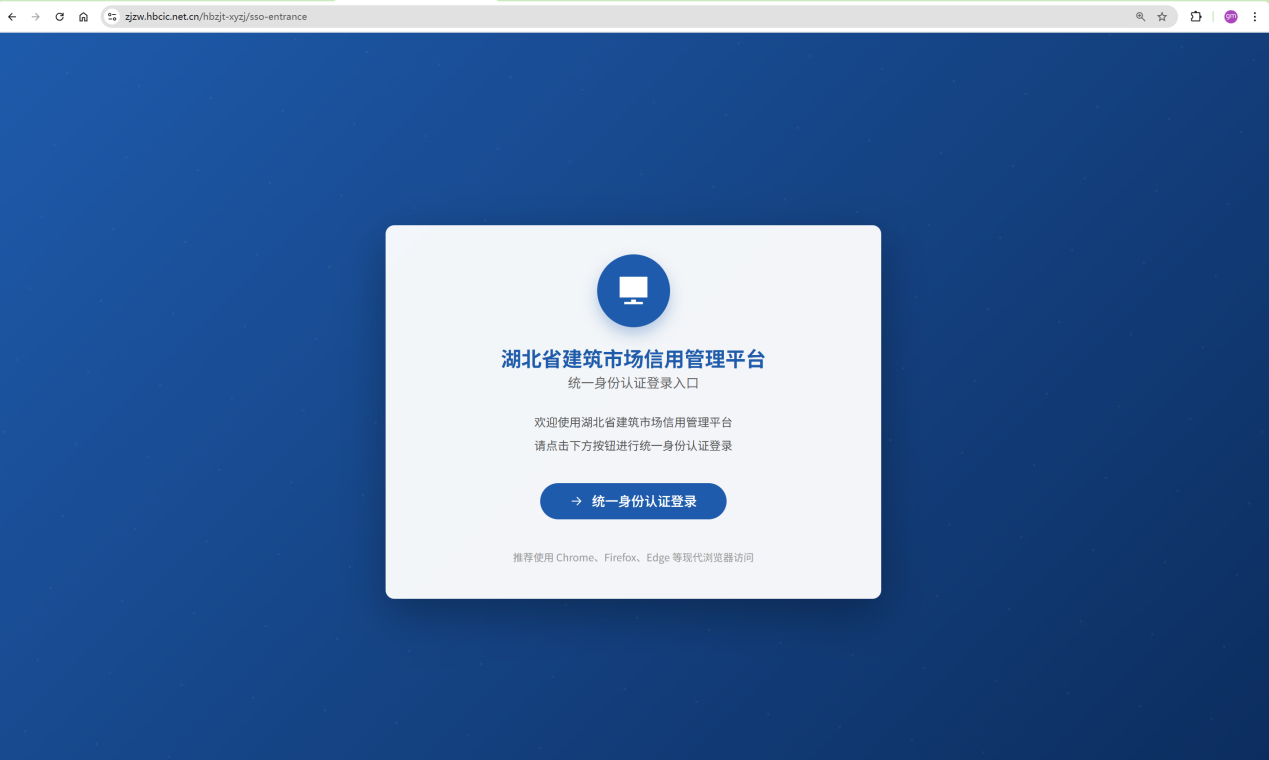 zjzw.hbcic.net.cn/hbzjt-xyzj/sso-entrance
gm
湖北省建筑市场信用管理平台
统一身份认证登录入口
欢迎使用湖北省建筑市场信用管理平台
请点击下方按钮进行统一身份认证登录
→ 统一身份认证登录
推荐使用 Chrome、Firefox、Edge 等现代浏览器访问